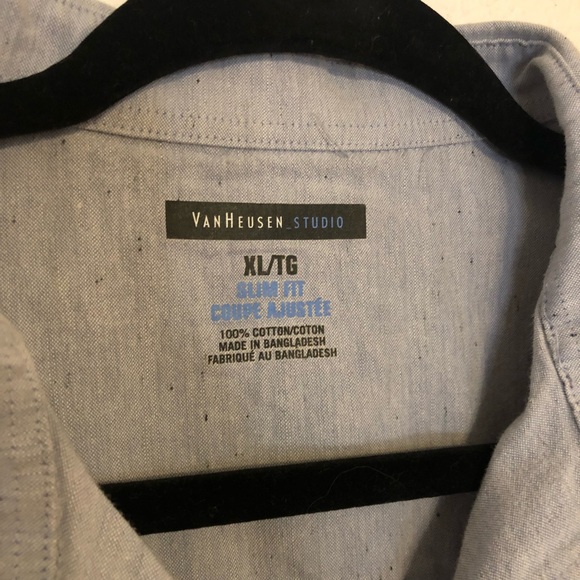 VANHEUSEN_STUDIO
XL/TG
SLIM FIT
COUPE AJUSTÉE
100% COTTON/COTON
MADE IN BANGLADESH
FABRIQUÉ AU BANGLADESH